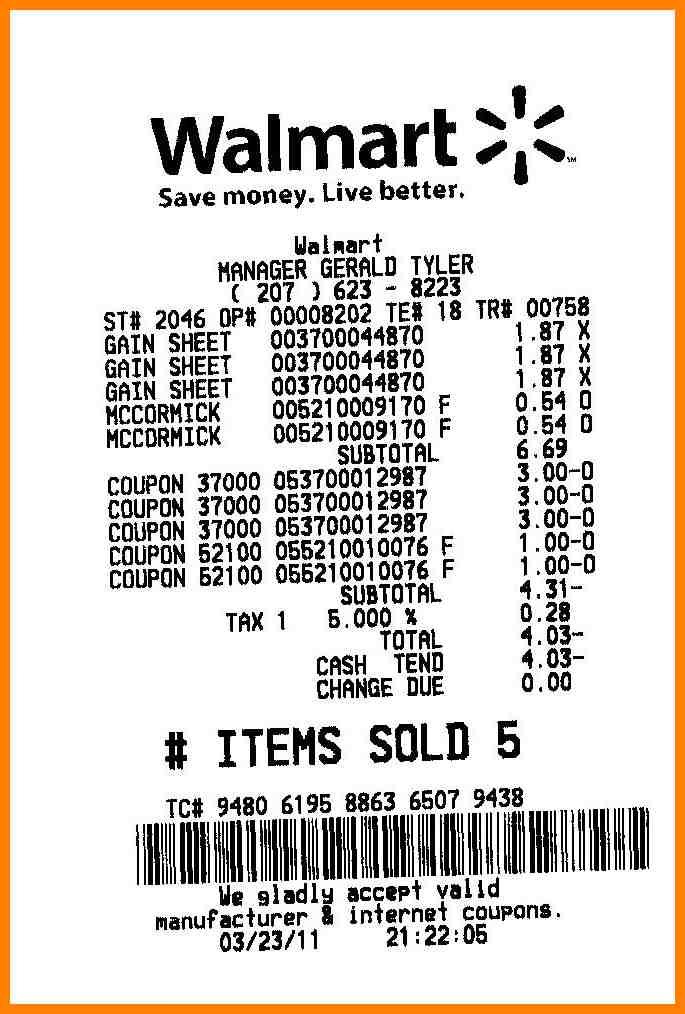 Walmart
Save money. Live better.
Walmart
MANAGER GERALD TYLER
( 207 ) 623 - 8223
ST# 2046 OP# 00008202 TE# 18 TR# 00758
GAIN SHEET 003700044870 1.87 X
GAIN SHEET 003700044870 1.87 X
GAIN SHEET 003700044870 1.87 X
MCCORMICK 005210009170 F 0.54 O
MCCORMICK 005210009170 F 0.54 O
SUBTOTAL 6.69
COUPON 37000 053700012987 3.00-O
COUPON 37000 053700012987 3.00-O
COUPON 37000 053700012987 3.00-O
COUPON 52100 055210010076 F 1.00-O
COUPON 52100 055210010076 F 1.00-O
SUBTOTAL 4.31-
TAX 1 5.000 % 0.28
TOTAL 4.03-
CASH TEND 4.03-
CHANGE DUE 0.00
# ITEMS SOLD 5
TC# 9480 6195 8863 6507 9438
We gladly accept valid
manufacturer & internet coupons.
03/23/11 21:22:05